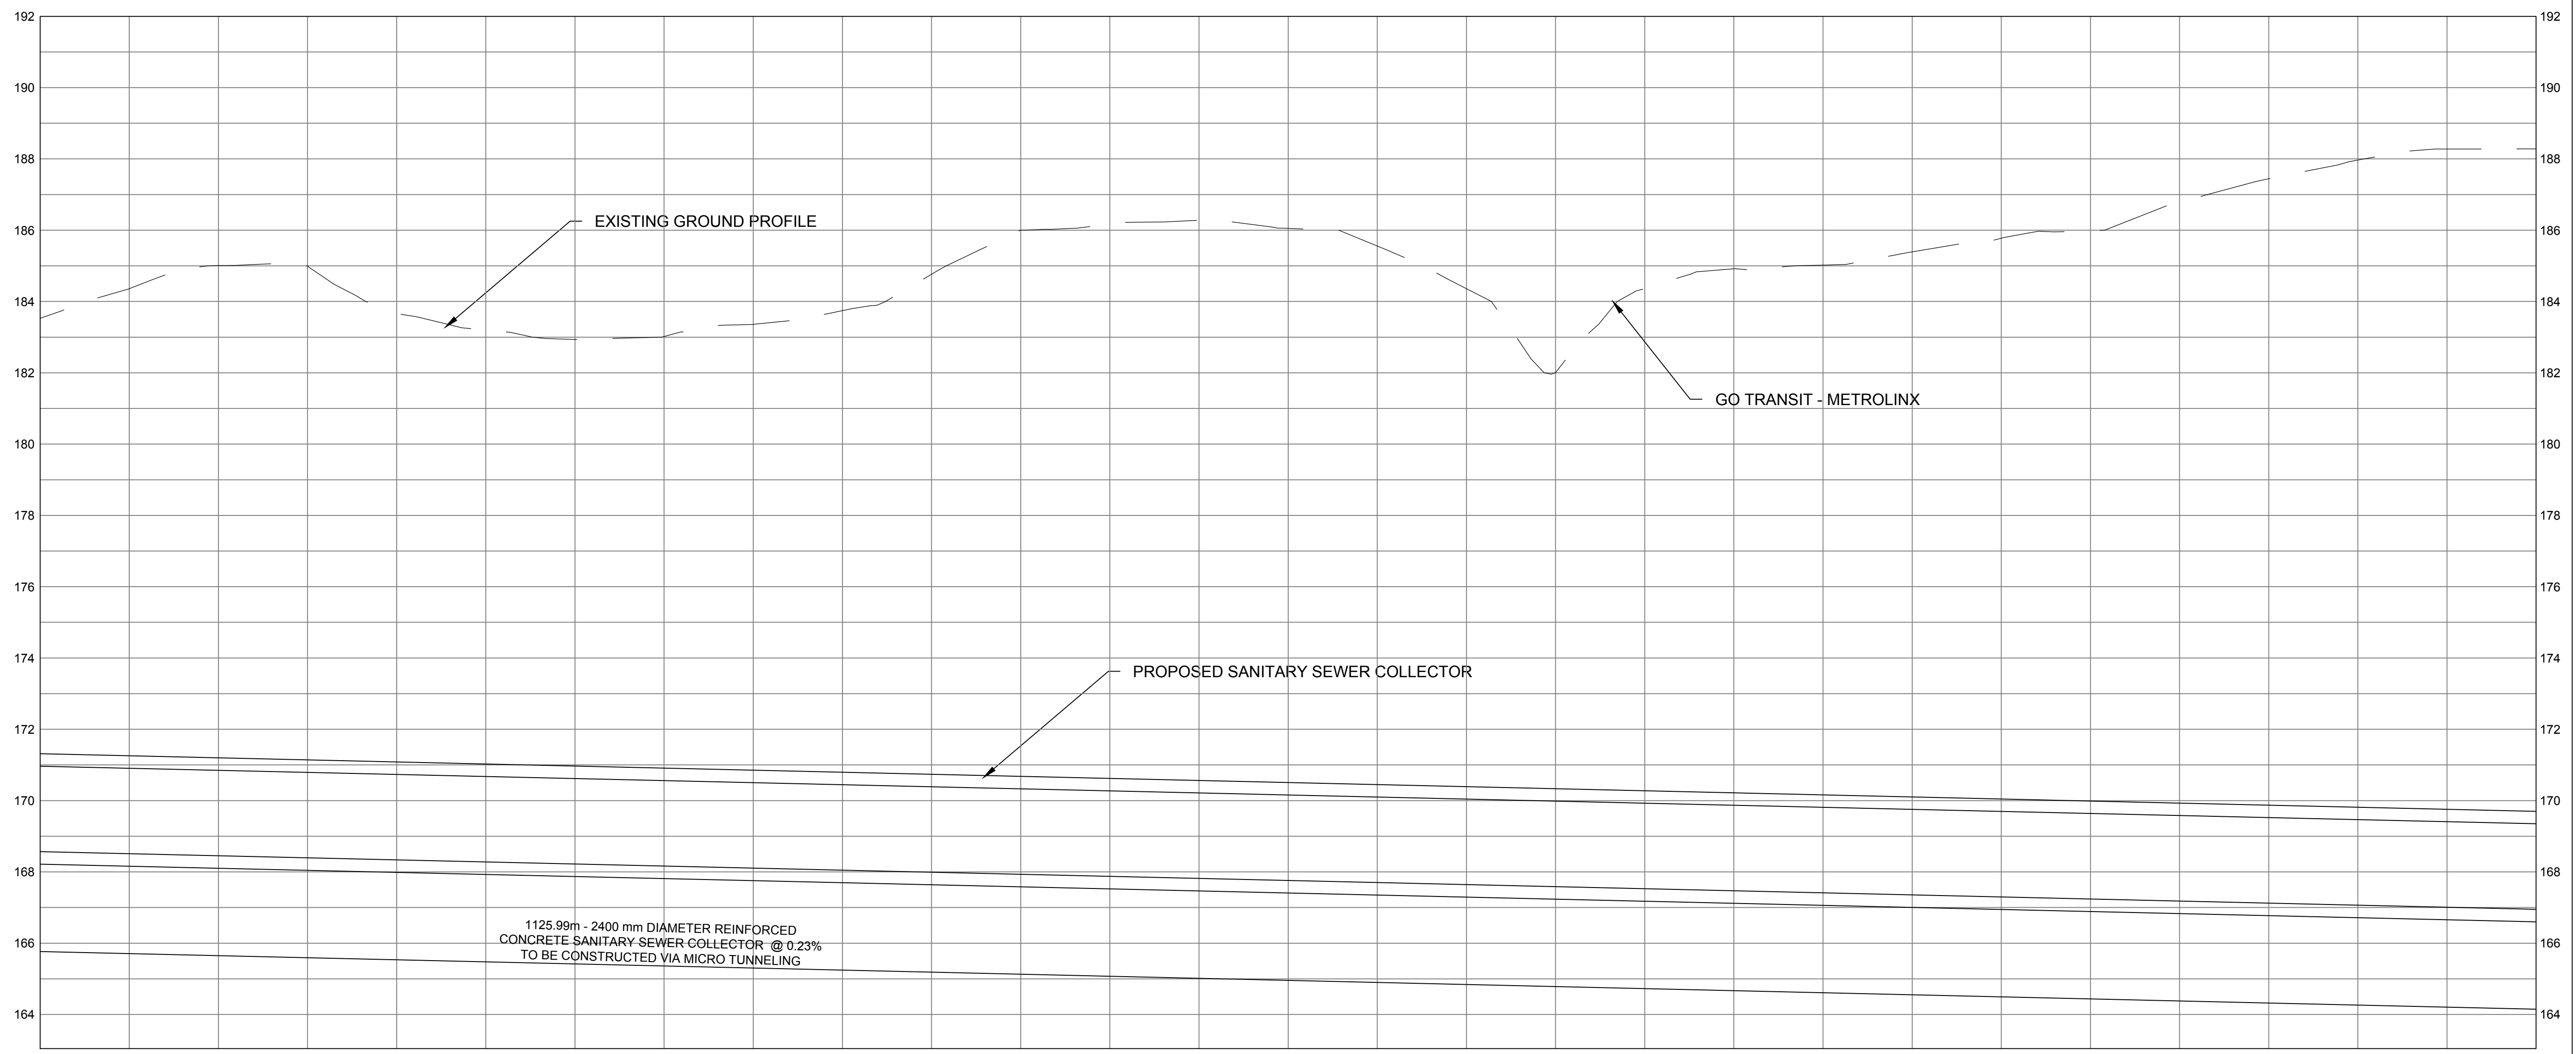 192 192
190 190
188 188
EXISTING GROUND PROFILE
186 186
184 184
182 182
GO TRANSIT - METROLINX
180 180
178 178
176 176
174 174
PROPOSED SANITARY SEWER COLLECTOR
172 172
170 170
168 168
1125.99m - 2400 mm DIAMETER REINFORCED
CONCRETE SANITARY SEWER COLLECTOR @ 0.23%
TO BE CONSTRUCTED VIA MICRO TUNNELING
166 166
164 164